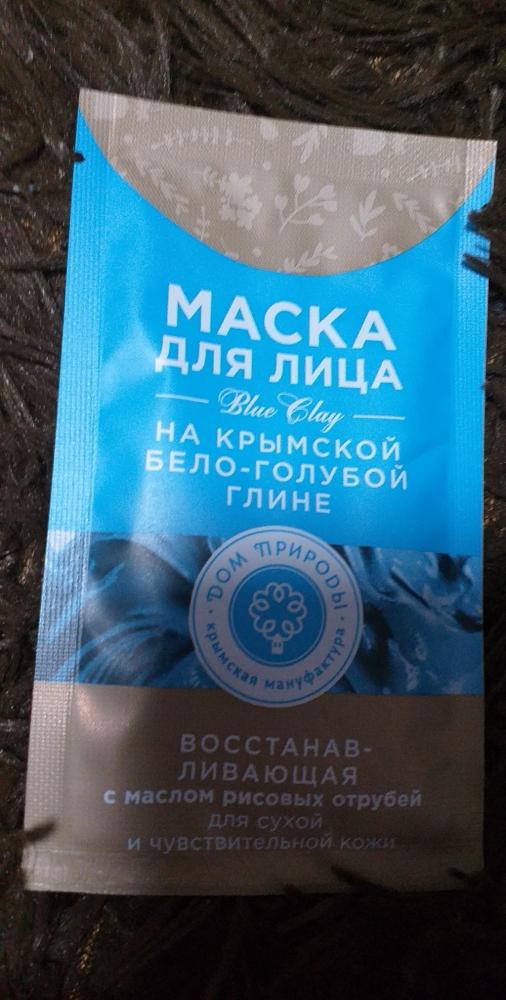 МАСКА
ДЛЯ ЛИЦА
Blue Clay
НА КРЫМСКОЙ
БЕЛО-ГОЛУБОЙ
ГЛИНЕ
· ДОМ ПРИРОДЫ ·
крымская мануфактура
ВОССТАНАВ-
ЛИВАЮЩАЯ
с маслом рисовых отрубей
для сухой
и чувствительной кожи